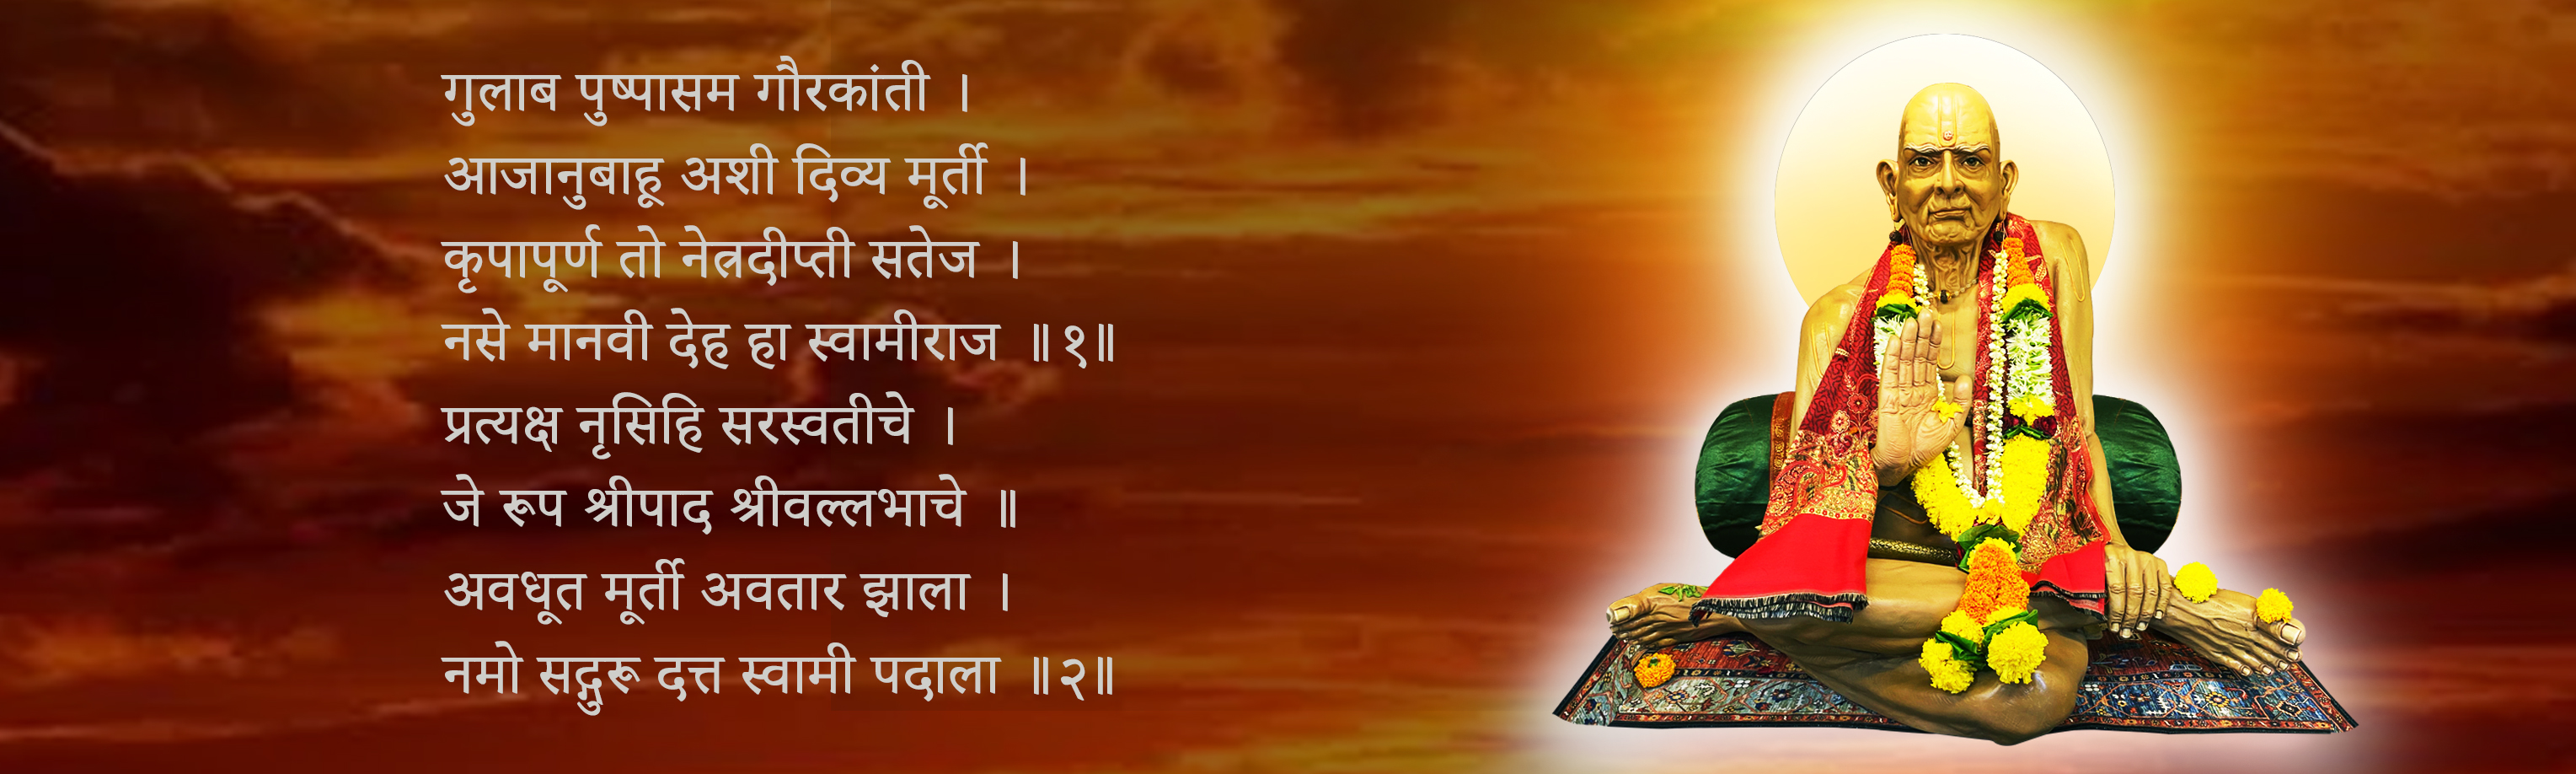 गुलाब पुष्पासम गौरकांती ।
आजानुबाहू अशी दिव्य मूर्ती ।
कृपापूर्ण तो नेत्रदीप्ती सतेज ।
नसे मानवी देह हा स्वामीराज ॥१॥
प्रत्यक्ष नृसिहि सरस्वतीचे ।
जे रूप श्रीपाद श्रीवल्लभाचे ॥
अवधूत मूर्ती अवतार झाला ।
नमो सद्गुरू दत्त स्वामी पदाला ॥२॥